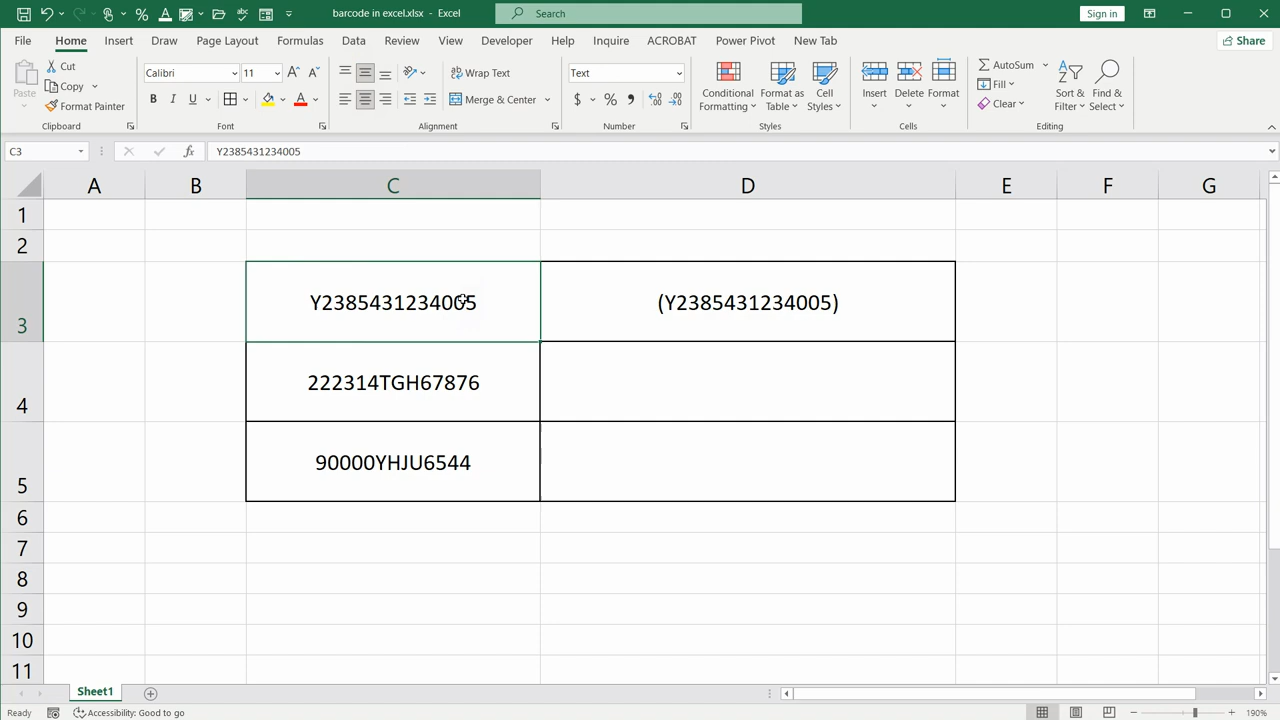 barcode in excel.xlsx - Excel
Search
Sign in
File Home Insert Draw Page Layout Formulas Data Review View Developer Help Inquire ACROBAT Power Pivot New Tab
Share
Paste
Cut
Copy
Format Painter
Clipboard
Calibri 11
B I U
Font
Wrap Text
Merge & Center
Alignment
Text
$ % ,
Number
Conditional Formatting
Format as Table
Cell Styles
Styles
Insert
Delete
Format
Cells
AutoSum
Fill
Clear
Sort & Filter
Find & Select
Editing
C3 fx Y2385431234005
A B C D E F G
1
2
3 Y2385431234005 (Y2385431234005)
4 222314TGH67876
5 90000YHJU6544
6
7
8
9
10
11
Sheet1
Ready Accessibility: Good to go 190%